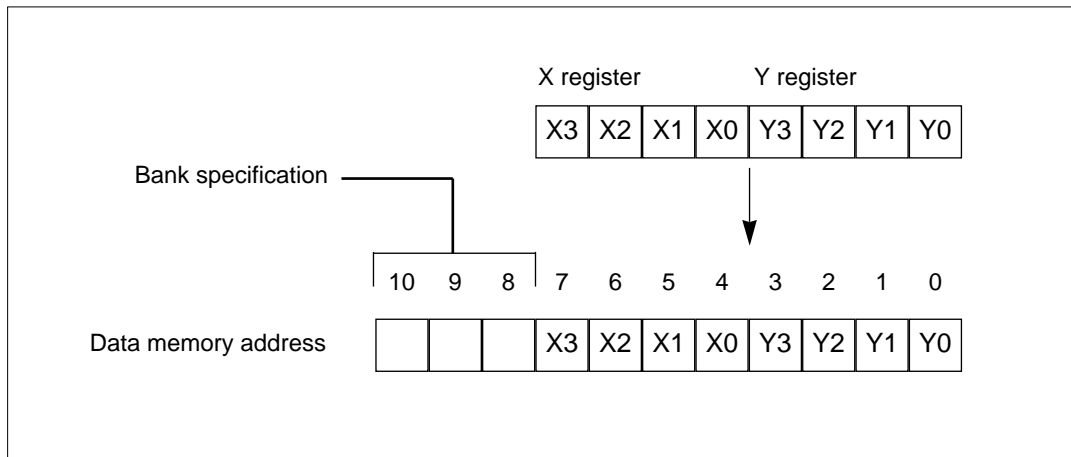 X register Y register
X3 X2 X1 X0 Y3 Y2 Y1 Y0
Bank specification
10 9 8 7 6 5 4 3 2 1 0
Data memory address X3 X2 X1 X0 Y3 Y2 Y1 Y0